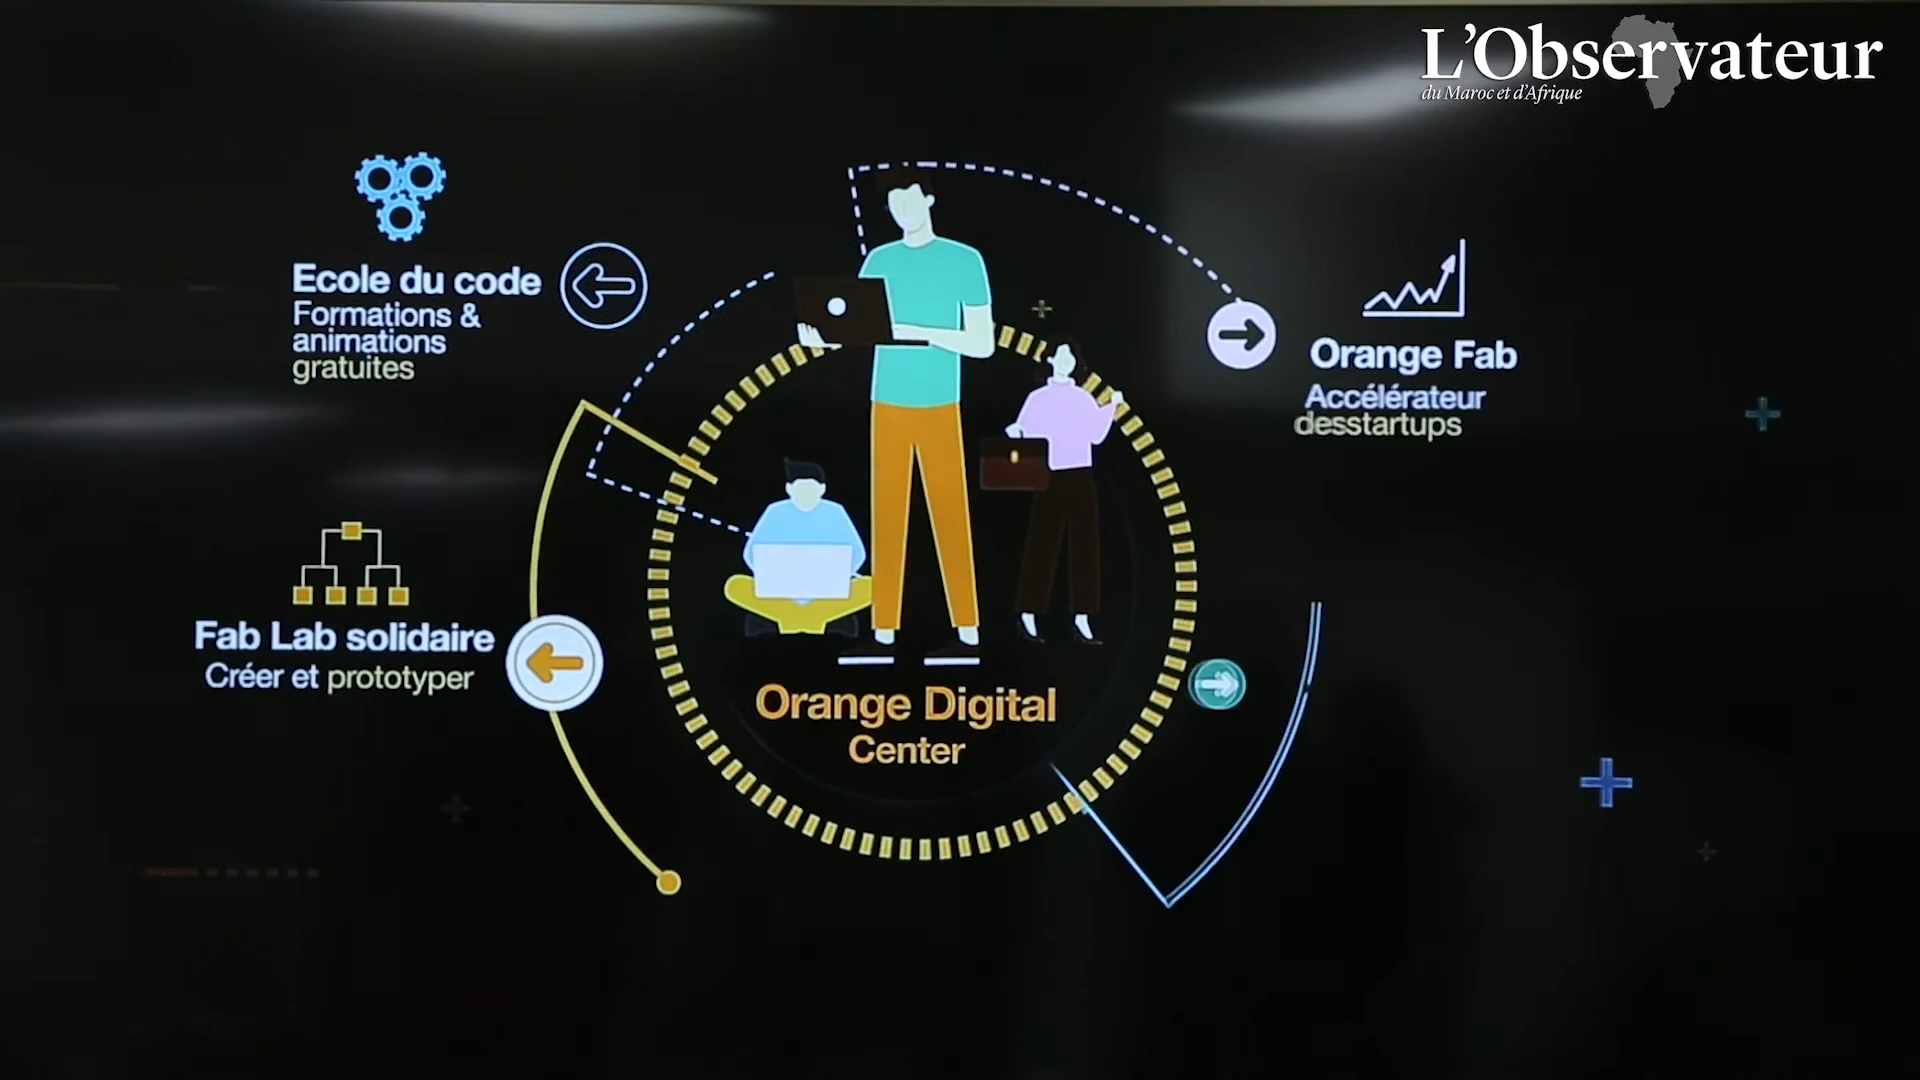 L'Observateur
du Maroc et d'Afrique
Ecole du code
Formations &
animations
gratuites
Orange Fab
Accélérateur
desstartups
Fab Lab solidaire
Créer et prototyper
Orange Digital
Center